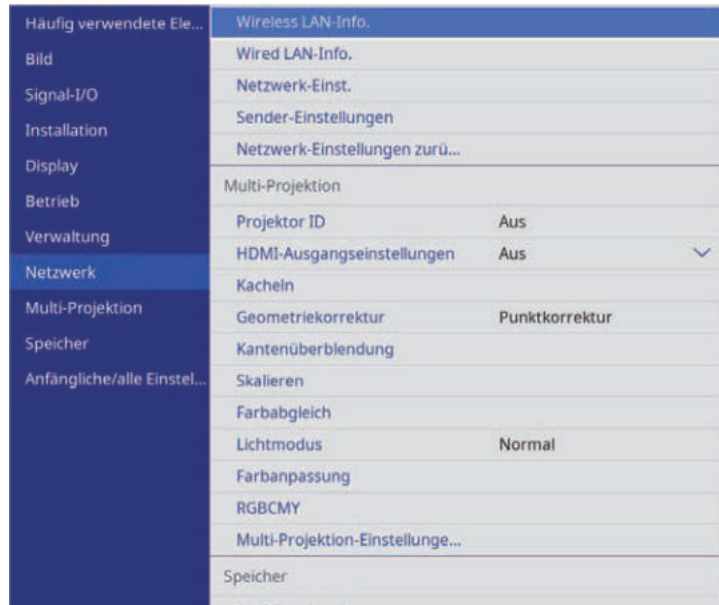 Häufig verwendete Ele...
Bild
Signal-I/O
Installation
Display
Betrieb
Verwaltung
Netzwerk
Multi-Projektion
Speicher
Anfängliche/alle Einstel...
Wireless LAN-Info.
Wired LAN-Info.
Netzwerk-Einst.
Sender-Einstellungen
Netzwerk-Einstellungen zurü...
Multi-Projektion
Projektor ID Aus
HDMI-Ausgangseinstellungen Aus
Kacheln
Geometriekorrektur Punktkorrektur
Kantenüberblendung
Skalieren
Farbabgleich
Lichtmodus Normal
Farbanpassung
RGBCMY
Multi-Projektion-Einstellunge...
Speicher